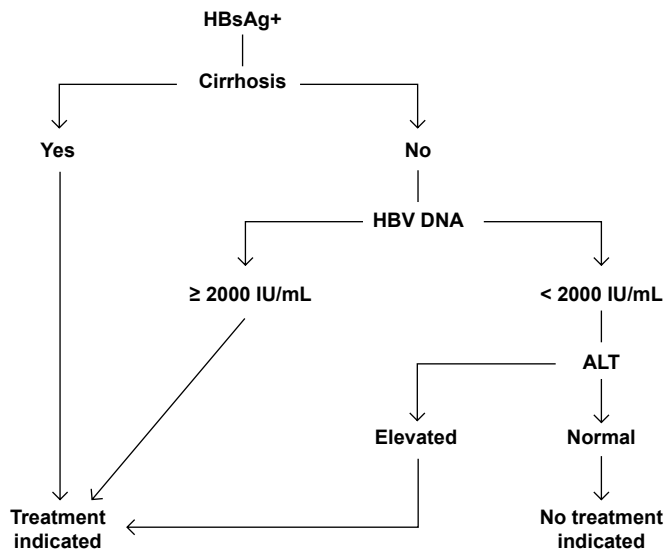 HBsAg+
Cirrhosis
Yes
No
HBV DNA
≥ 2000 IU/mL
< 2000 IU/mL
ALT
Elevated
Normal
Treatment
indicated
No treatment
indicated